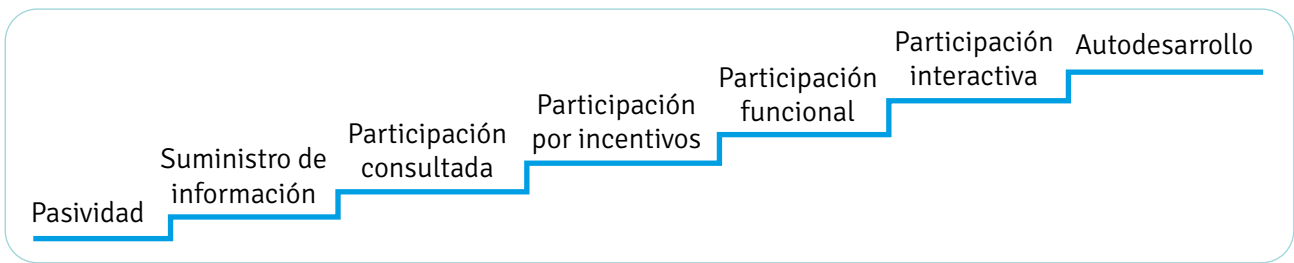 Pasividad
Suministro de
información
Participación
consultada
Participación
por incentivos
Participación
funcional
Participación
interactiva
Autodesarrollo